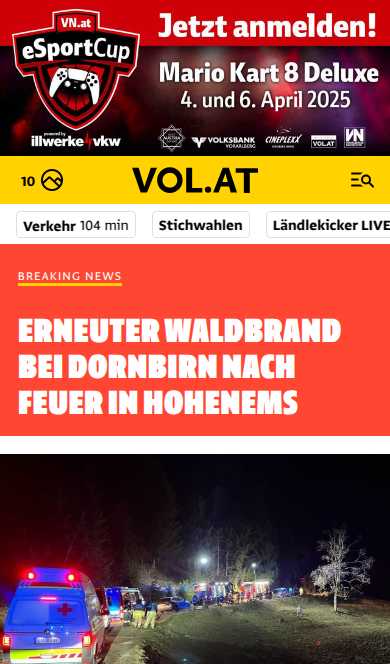 VN.at
eSportCup
Jetzt anmelden!
Mario Kart 8 Deluxe
4. und 6. April 2025
powered by
illwerke vkw
VOLKSBANK
VORARLBERG
CINEPLEXX
VOL.AT
VN
10
VOL.AT
Verkehr 104 min
Stichwahlen
Ländlekicker LIVE
BREAKING NEWS
ERNEUTER WALDBRAND
BEI DORNBIRN NACH
FEUER IN HOHENEMS